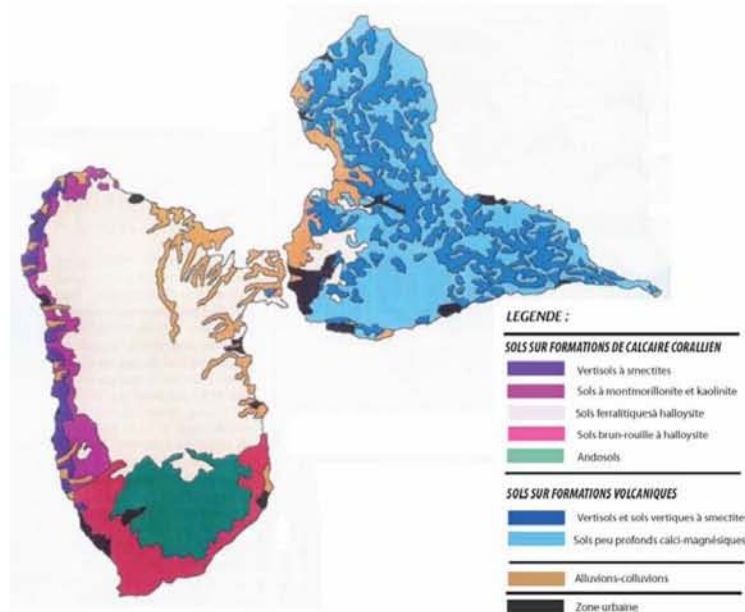 LEGENDE :
SOLS SUR FORMATIONS DE CALCAIRE CORALLIEN
Vertisols à smectites
Sols à montmorillonite et kaolinite
Sols ferralitiquesà halloysite
Sols brun-rouille à halloysite
Andosols
SOLS SUR FORMATIONS VOLCANIQUES
Vertisols et sols vertiques à smectite
Sols peu profonds calci-magnésiques
Alluvions-colluvions
Zone urbaine